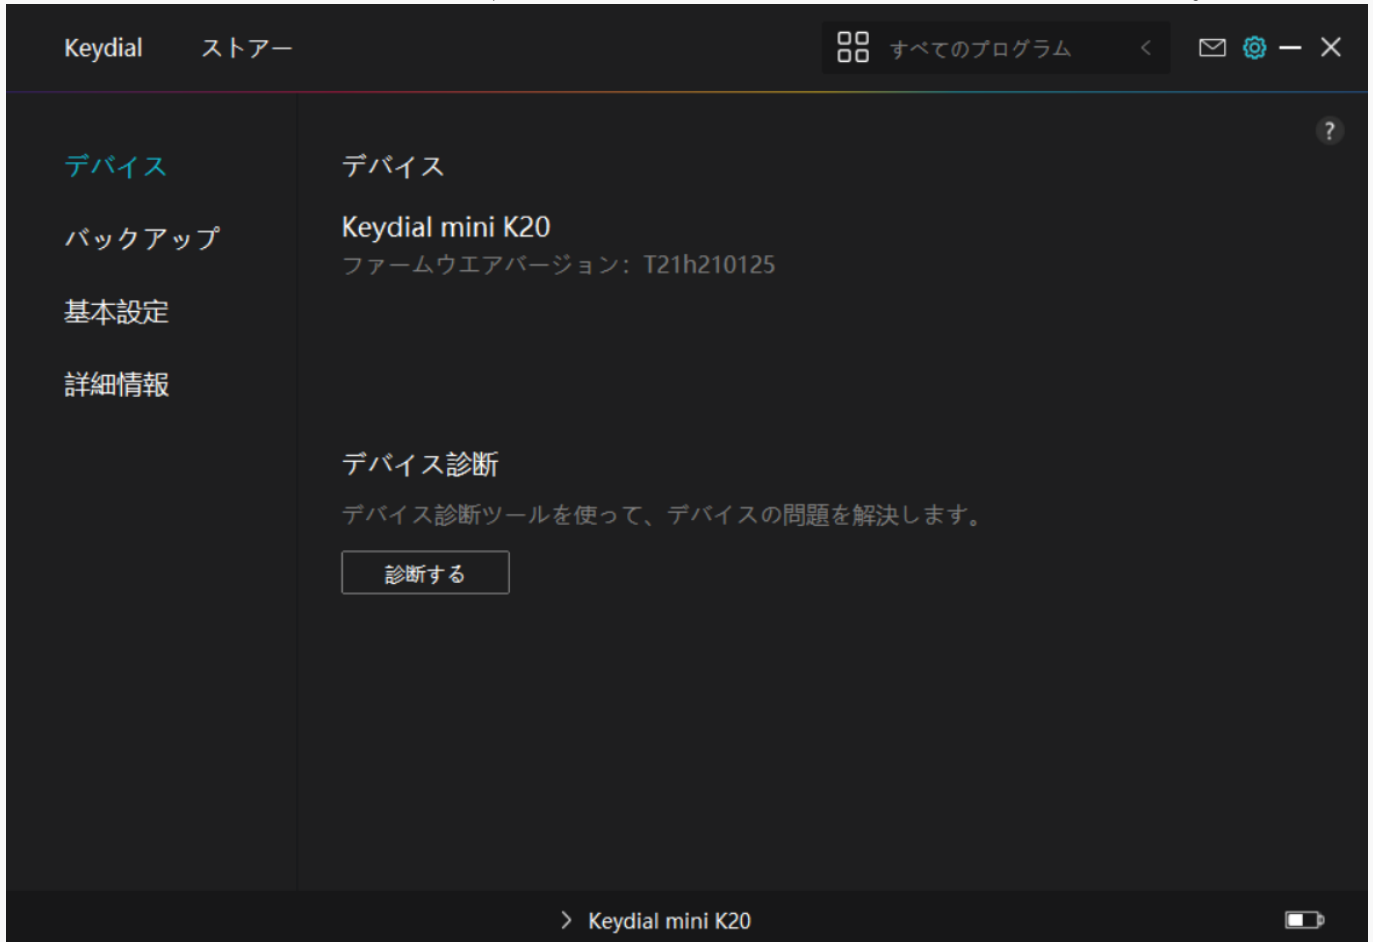 Keydial ストアー すべてのプログラム
?
デバイス
バックアップ
基本設定
詳細情報
デバイス
Keydial mini K20
ファームウエアバージョン: T21h210125
デバイス診断
デバイス診断ツールを使って、デバイスの問題を解決します。
診断する
Keydial mini K20